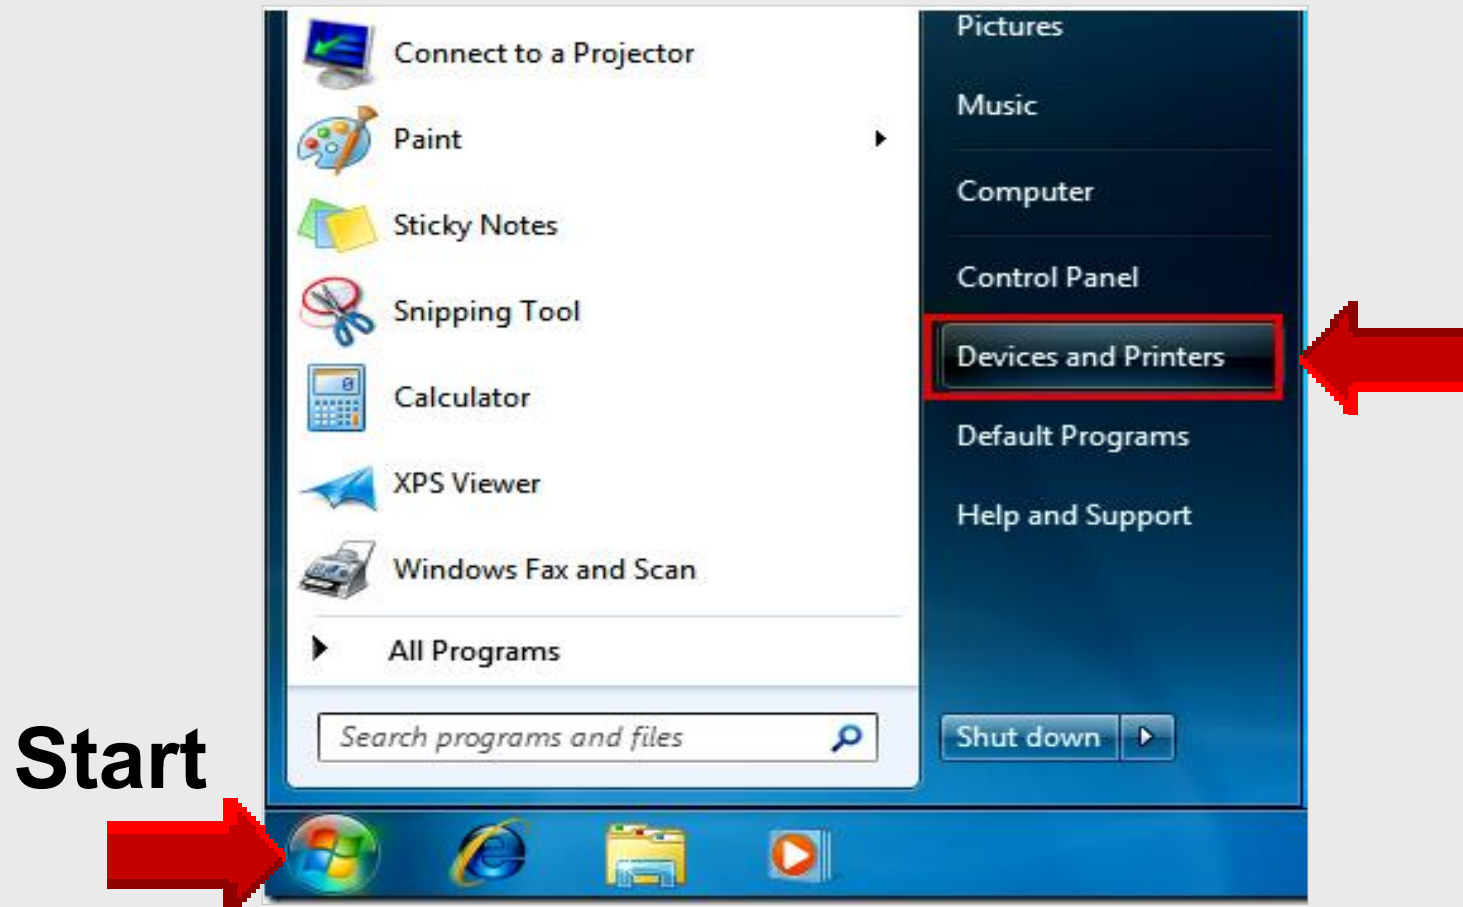 Connect to a Projector
Paint
Sticky Notes
Snipping Tool
Calculator
0
XPS Viewer
Windows Fax and Scan
All Programs
Search programs and files
Pictures
Music
Computer
Control Panel
Devices and Printers
Default Programs
Help and Support
Shut down
Start